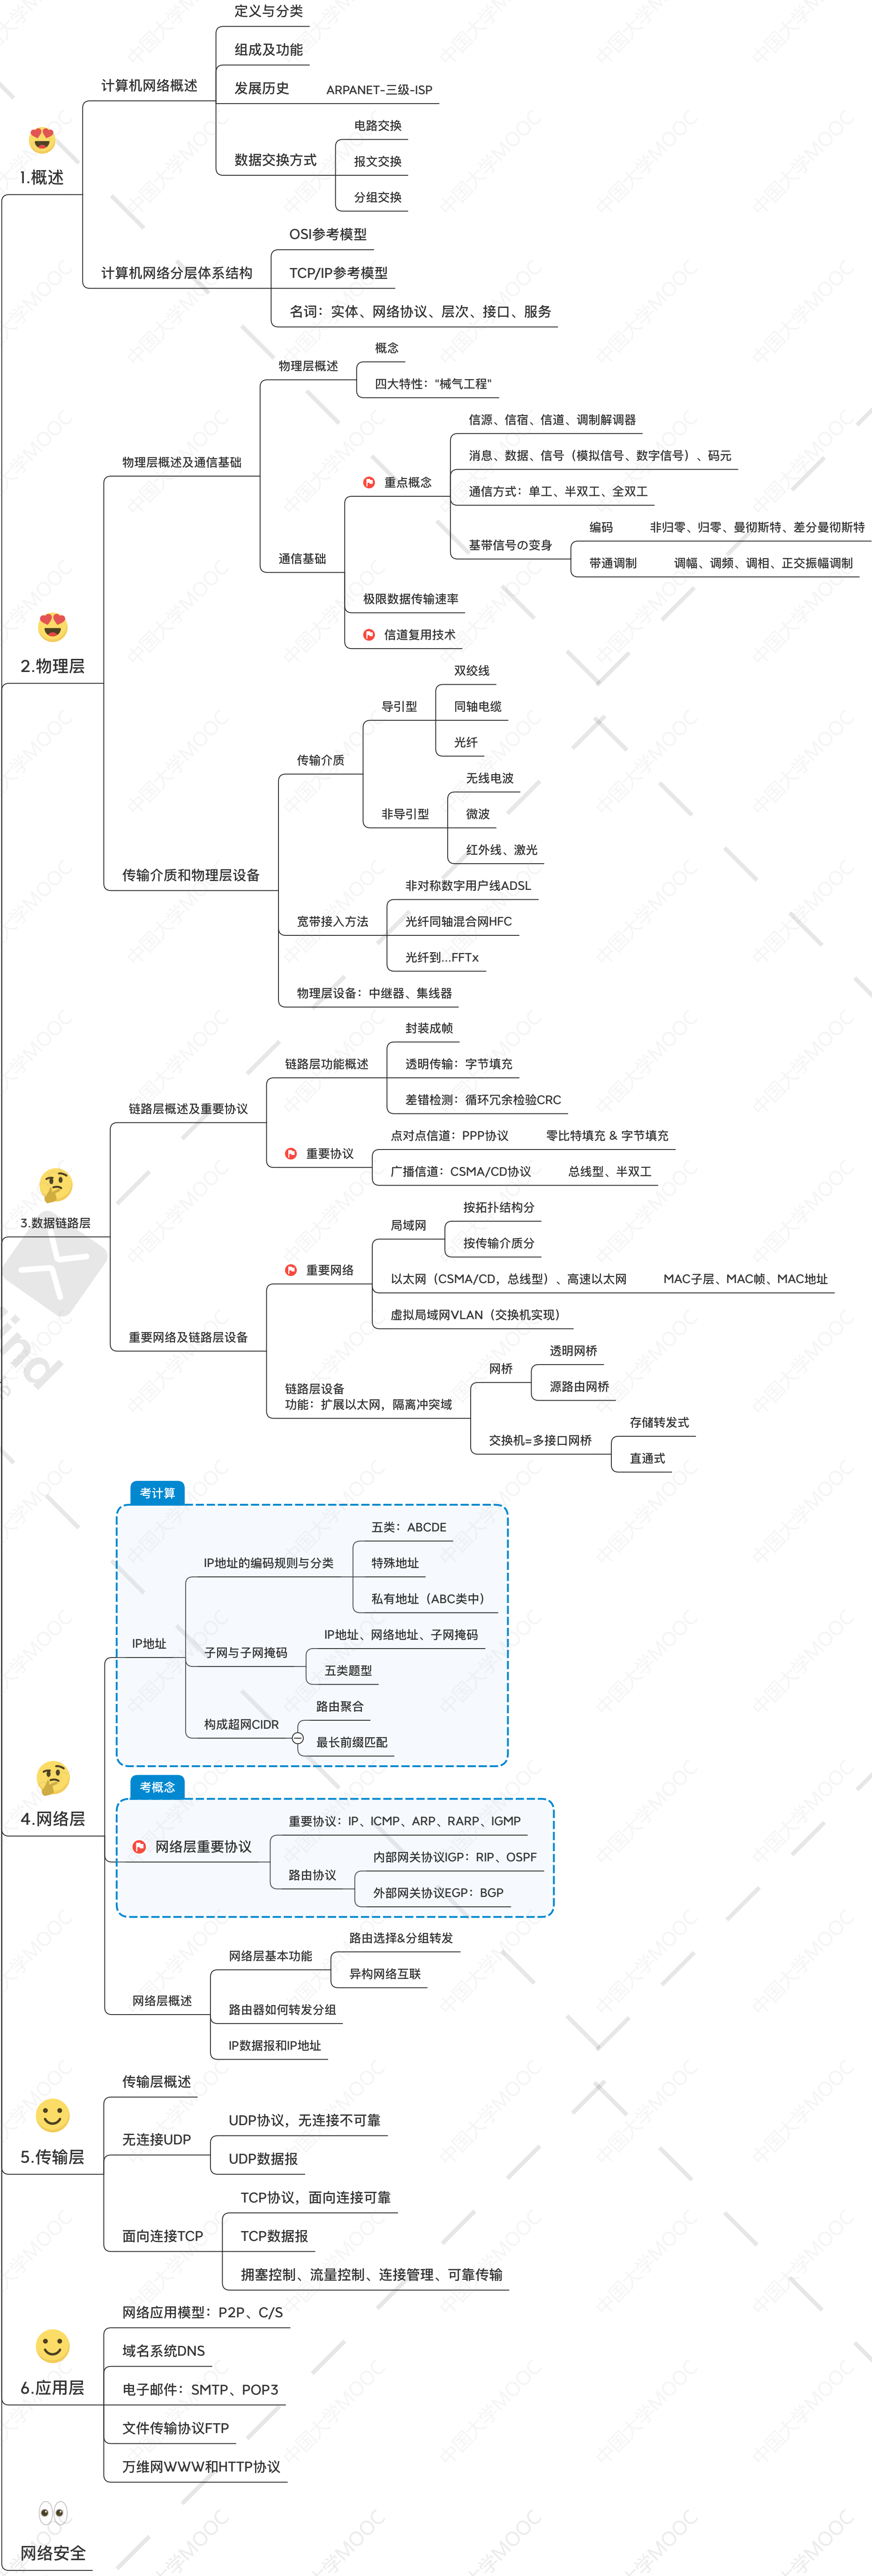 定义与分类
组成及功能
计算机网络概述
发展历史
ARPANET-三级-ISP
电路交换
数据交换方式
报文交换
1.概述
分组交换
OSI参考模型
计算机网络分层体系结构
TCP/IP参考模型
名词：实体、网络协议、层次、接口、服务
概念
物理层概述
四大特性："械气工程"
信源、信宿、信道、调制解调器
消息、数据、信号（模拟信号、数字信号）、码元
物理层概述及通信基础
重点概念
通信方式：单工、半双工、全双工
编码
非归零、归零、曼彻斯特、差分曼彻斯特
基带信号の变身
通信基础
带通调制
调幅、调频、调相、正交振幅调制
极限数据传输速率
信道复用技术
2.物理层
双绞线
导引型
同轴电缆
光纤
传输介质
无线电波
非导引型
微波
红外线、激光
传输介质和物理层设备
非对称数字用户线ADSL
宽带接入方法
光纤同轴混合网HFC
光纤到...FFTx
物理层设备：中继器、集线器
封装成帧
链路层功能概述
透明传输：字节填充
差错检测：循环冗余检验CRC
链路层概述及重要协议
点对点信道：PPP协议
零比特填充 & 字节填充
重要协议
广播信道：CSMA/CD协议
总线型、半双工
3.数据链路层
按拓扑结构分
局域网
按传输介质分
重要网络
以太网（CSMA/CD，总线型）、高速以太网
MAC子层、MAC帧、MAC地址
虚拟局域网VLAN（交换机实现）
重要网络及链路层设备
透明网桥
网桥
源路由网桥
链路层设备
功能：扩展以太网，隔离冲突域
存储转发式
交换机=多接口网桥
直通式
考计算
五类：ABCDE
IP地址的编码规则与分类
特殊地址
私有地址（ABC类中）
IP地址
IP地址、网络地址、子网掩码
子网与子网掩码
五类题型
路由聚合
构成超网CIDR
最长前缀匹配
考概念
4.网络层
重要协议：IP、ICMP、ARP、RARP、IGMP
网络层重要协议
内部网关协议IGP：RIP、OSPF
路由协议
外部网关协议EGP：BGP
路由选择&分组转发
网络层基本功能
异构网络互联
网络层概述
路由器如何转发分组
IP数据报和IP地址
传输层概述
UDP协议，无连接不可靠
无连接UDP
UDP数据报
5.传输层
TCP协议，面向连接可靠
面向连接TCP
TCP数据报
拥塞控制、流量控制、连接管理、可靠传输
网络应用模型：P2P、C/S
域名系统DNS
6.应用层
电子邮件：SMTP、POP3
文件传输协议FTP
万维网WWW和HTTP协议
网络安全
中国大学MOOC